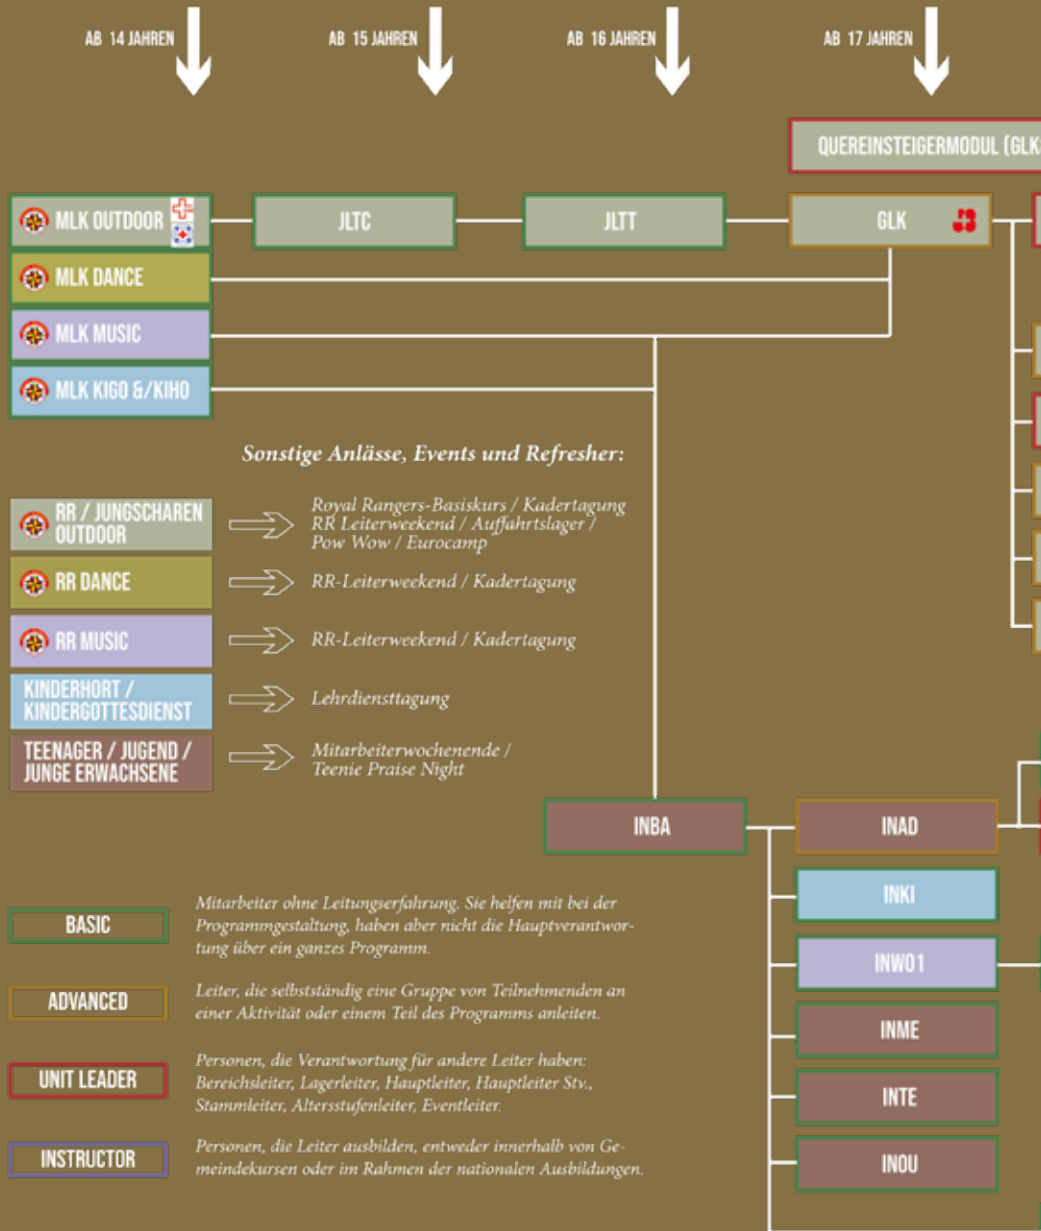 AB 14 JAHREN
AB 15 JAHREN
AB 16 JAHREN
AB 17 JAHREN
QUEREINSTEIGERMODUL (GLK
MLK OUTDOOR
JLTC
JLTT
GLK
MLK DANCE
MLK MUSIC
MLK KIGO &/KIHO
Sonstige Anlässe, Events und Refresher:
RR / JUNGSCHAREN
OUTDOOR
Royal Rangers-Basiskurs / Kadertagung
RR Leiterweekend / Auffahrtslager /
Pow Wow / Eurocamp
RR DANCE
RR-Leiterweekend / Kadertagung
RR MUSIC
RR-Leiterweekend / Kadertagung
KINDERHORT /
KINDERGOTTESDIENST
Lehrdiensttagung
TEENAGER / JUGEND /
JUNGE ERWACHSENE
Mitarbeiterwochenende /
Teenie Praise Night
INBA
INAD
INKI
INWO1
INME
INTE
INOU
BASIC
Mitarbeiter ohne Leitungserfahrung. Sie helfen mit bei der
Programmgestaltung, haben aber nicht die Hauptverantwor-
tung über ein ganzes Programm.
ADVANCED
Leiter, die selbstständig eine Gruppe von Teilnehmenden an
einer Aktivität oder einem Teil des Programms anleiten.
UNIT LEADER
Personen, die Verantwortung für andere Leiter haben:
Bereichsleiter, Lagerleiter, Hauptleiter, Hauptleiter Stv.,
Stammleiter, Altersstufenleiter, Eventleiter.
INSTRUCTOR
Personen, die Leiter ausbilden, entweder innerhalb von Ge-
meindekursen oder im Rahmen der nationalen Ausbildungen.